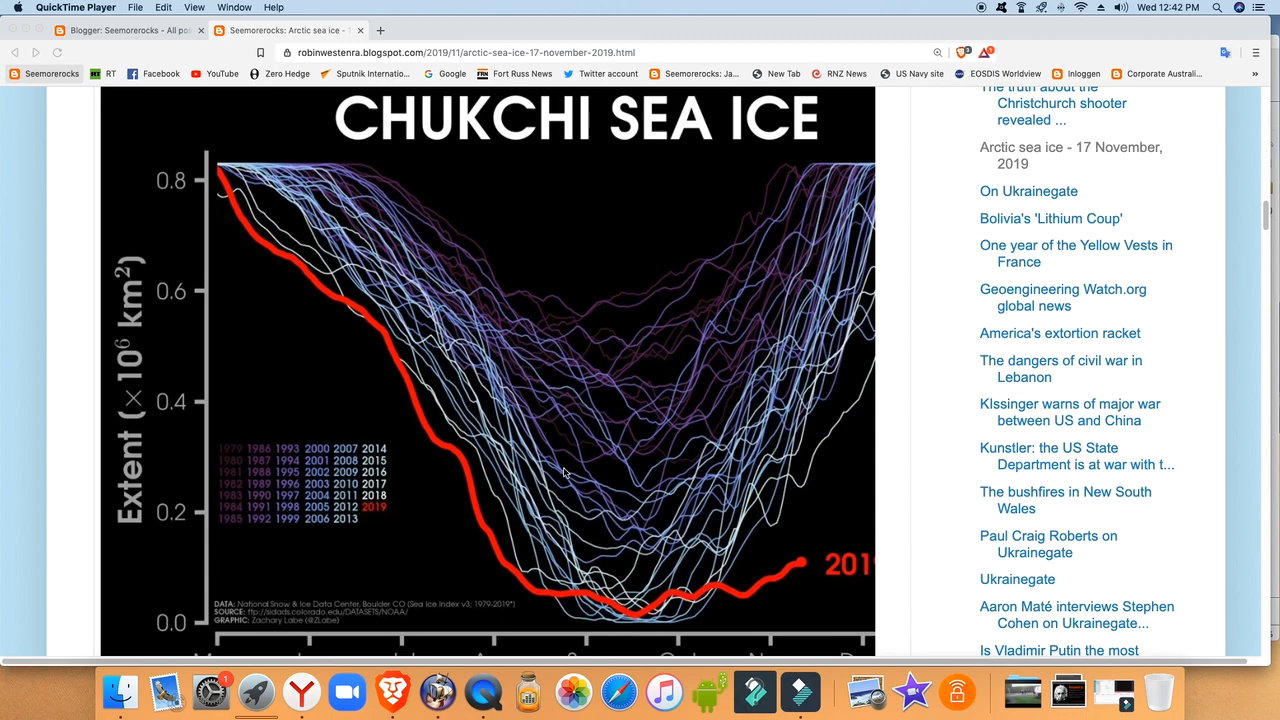 QuickTime Player File Edit View Window Help
Wed 12:42 PM
Blogger: Seemorerocks - All pos
Seemorerocks: Arctic sea ice - 1
robinwestenra.blogspot.com/2019/11/arctic-sea-ice-17-november-2019.html
Seemorerocks RT Facebook YouTube Zero Hedge Sputnik Internatio... Google Fort Russ News Twitter account Seemorerocks: Ja... New Tab RNZ News US Navy site EOSDIS Worldview Inloggen Corporate Australi...
CHUKCHI SEA ICE
0.8
0.6
0.4
0.2
0.0
Extent (× 10⁶ km²)
1979 1986 1993 2000 2007 2014
1980 1987 1994 2001 2008 2015
1981 1988 1995 2002 2009 2016
1982 1989 1996 2003 2010 2017
1983 1990 1997 2004 2011 2018
1984 1991 1998 2005 2012 2019
1985 1992 1999 2006 2013
DATA: National Snow & Ice Data Center, Boulder CO (Sea Ice Index v3; 1979-2019*)
SOURCE: ftp://sidads.colorado.edu/DATASETS/NOAA/
GRAPHIC: Zachary Labe (@ZLabe)
The truth about the
Christchurch shooter
revealed ...
Arctic sea ice - 17 November,
2019
On Ukrainegate
Bolivia's 'Lithium Coup'
One year of the Yellow Vests in
France
Geoengineering Watch.org
global news
America's extortion racket
The dangers of civil war in
Lebanon
KIssinger warns of major war
between US and China
Kunstler: the US State
Department is at war with t...
The bushfires in New South
Wales
Paul Craig Roberts on
Ukrainegate
Ukrainegate
Aaron Maté interviews Stephen
Cohen on Ukrainegate...
Is Vladimir Putin the most